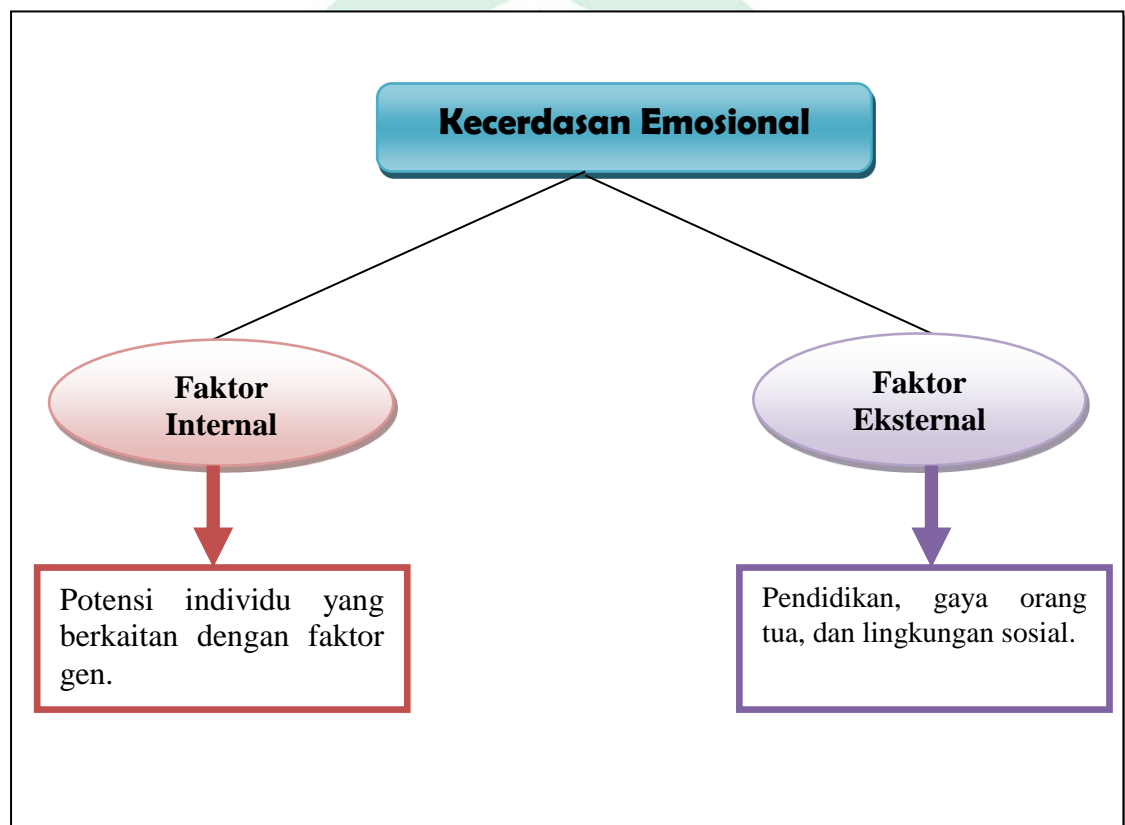 Kecerdasan Emosional
Faktor
Internal
Faktor
Eksternal
Potensi individu yang
berkaitan dengan faktor
gen.
Pendidikan, gaya orang
tua, dan lingkungan sosial.